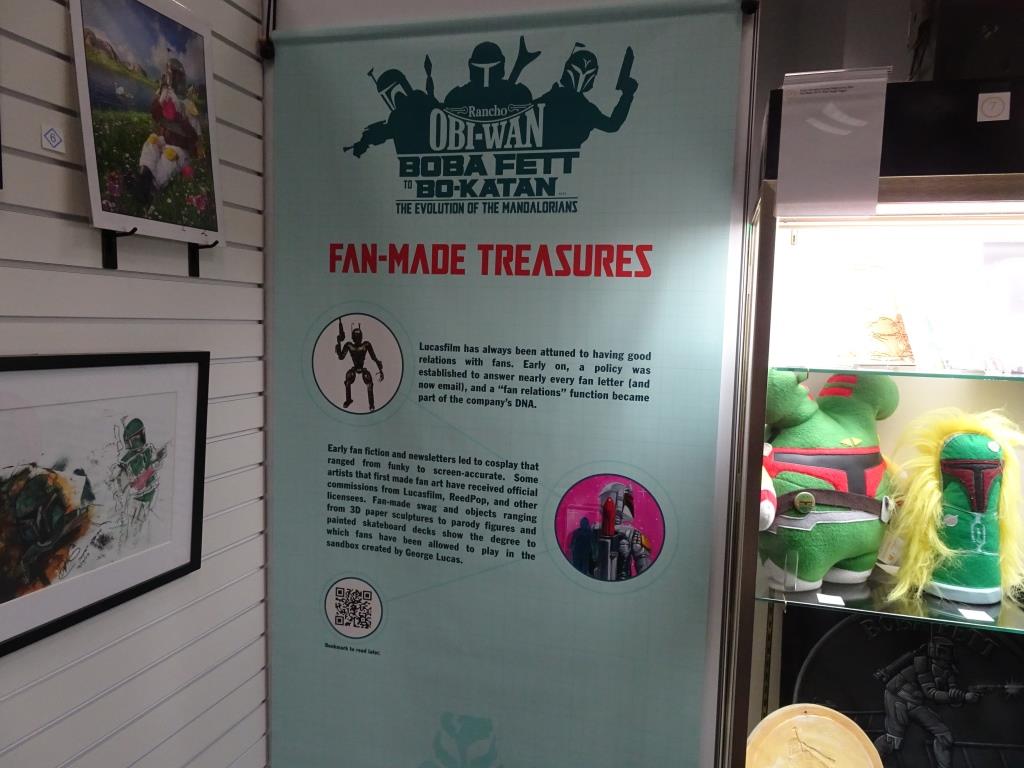 6
7
Rancho
OBI-WAN
BOBA FETT
TO BO-KATAN
THE EVOLUTION OF THE MANDALORIANS
FAN-MADE TREASURES
Lucasfilm has always been attuned to having good
relations with fans. Early on, a policy was
established to answer nearly every fan letter (and
now email), and a "fan relations" function became
part of the company's DNA.
Early fan fiction and newsletters led to cosplay that
ranged from funky to screen-accurate. Some
artists that first made fan art have received official
commissions from Lucasfilm, ReedPop, and other
licensees. Fan-made swag and objects ranging
from 3D paper sculptures to parody figures and
painted skateboard decks show the degree to
which fans have been allowed to play in the
sandbox created by George Lucas.
Bookmark to read later.
BOBA FETT